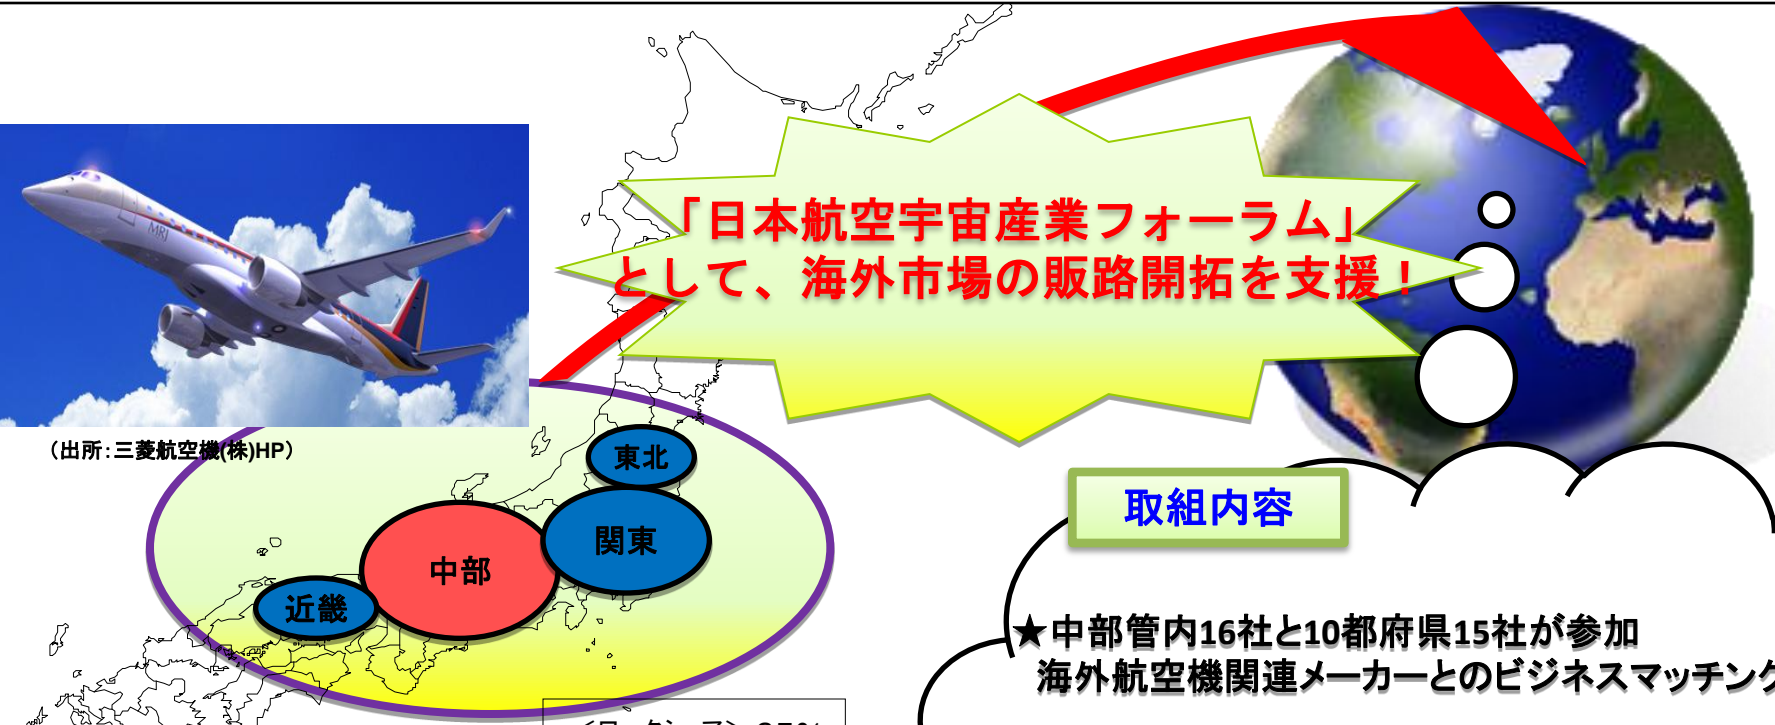 「日本航空宇宙産業フォーラム」
として、海外市場の販路開拓を支援！
MRJ
（出所：三菱航空機(株)HP）
東北
関東
中部
近畿
取組内容
★中部管内16社と10都府県15社が参加
海外航空機関連メーカーとのビジネスマッチング